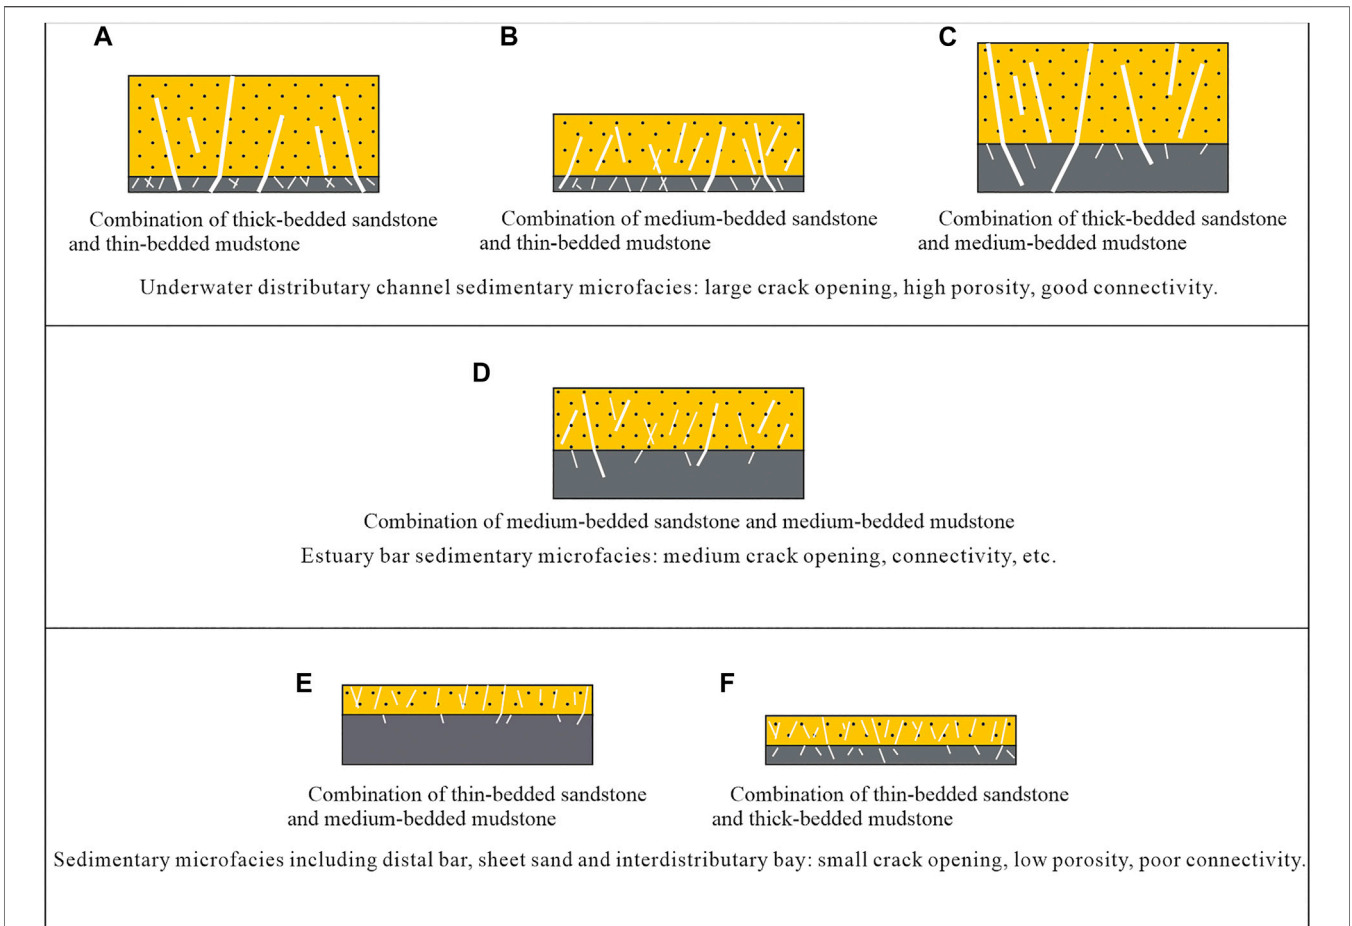 A
B
C
Combination of thick-bedded sandstone
and thin-bedded mudstone
Combination of medium-bedded sandstone
and thin-bedded mudstone
Combination of thick-bedded sandstone
and medium-bedded mudstone
Underwater distributary channel sedimentary microfacies: large crack opening, high porosity, good connectivity.
D
Combination of medium-bedded sandstone and medium-bedded mudstone
Estuary bar sedimentary microfacies: medium crack opening, connectivity, etc.
E
F
Combination of thin-bedded sandstone
and medium-bedded mudstone
Combination of thin-bedded sandstone
and thick-bedded mudstone
Sedimentary microfacies including distal bar, sheet sand and interdistributary bay: small crack opening, low porosity, poor connectivity.